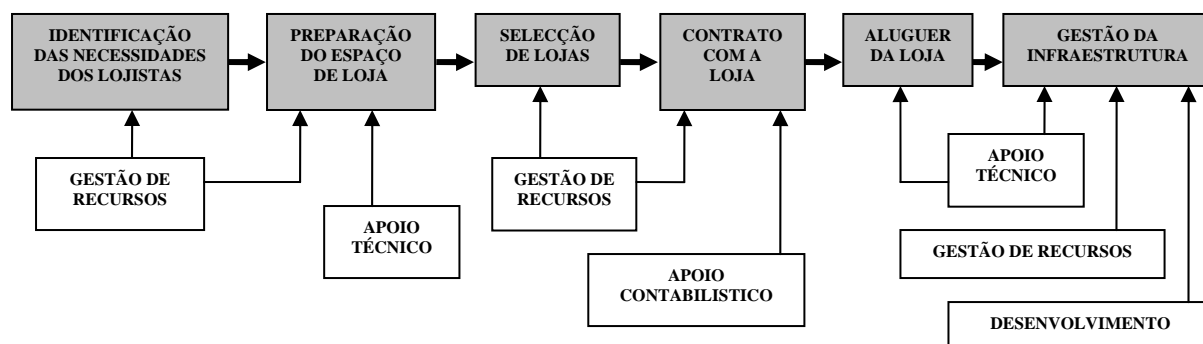 IDENTIFICAÇÃO
DAS NECESSIDADES
DOS LOJISTAS
PREPARAÇÃO
DO ESPAÇO
DE LOJA
SELECÇÃO
DE LOJAS
CONTRATO
COM A
LOJA
ALUGUER
DA LOJA
GESTÃO DA
INFRAESTRUTURA
GESTÃO DE
RECURSOS
APOIO
TÉCNICO
GESTÃO DE
RECURSOS
APOIO
CONTABILISTICO
APOIO
TÉCNICO
GESTÃO DE RECURSOS
DESENVOLVIMENTO